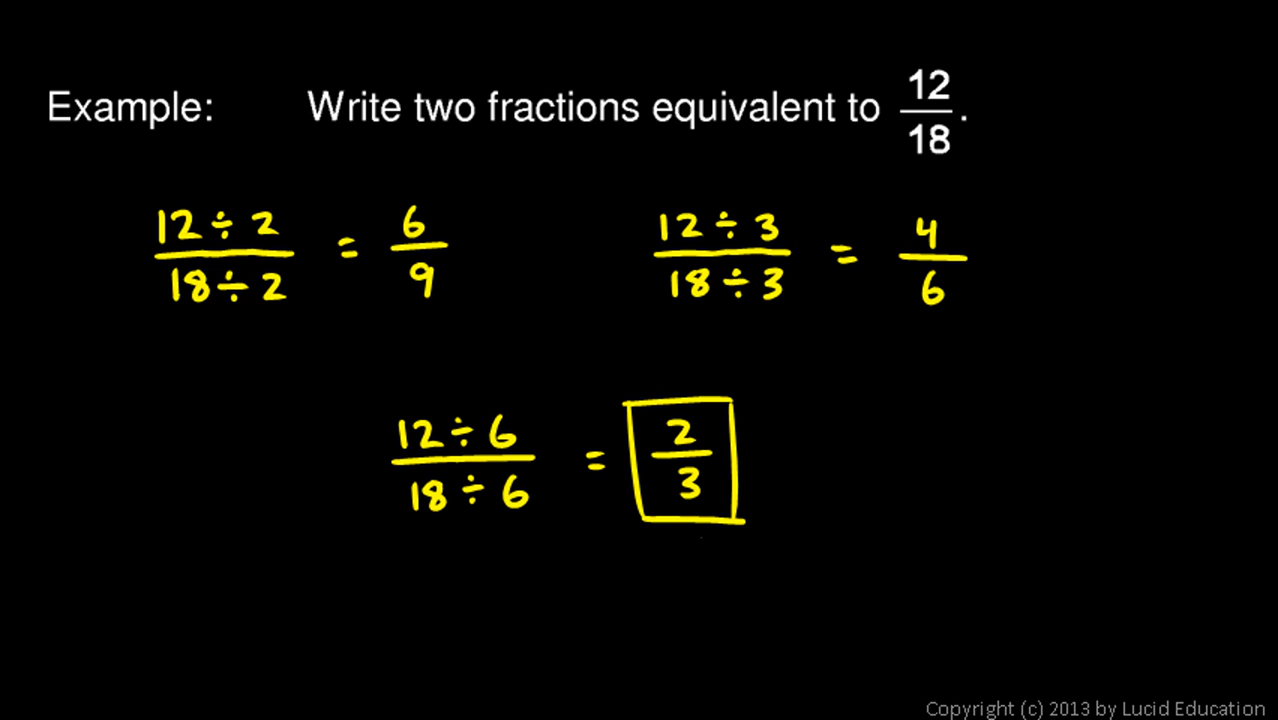 Example: Write two fractions equivalent to 12/18.
12 ÷ 2 / 18 ÷ 2 = 6/9
12 ÷ 3 / 18 ÷ 3 = 4/6
12 ÷ 6 / 18 ÷ 6 = 2/3
Copyright (c) 2013 by Lucid Education